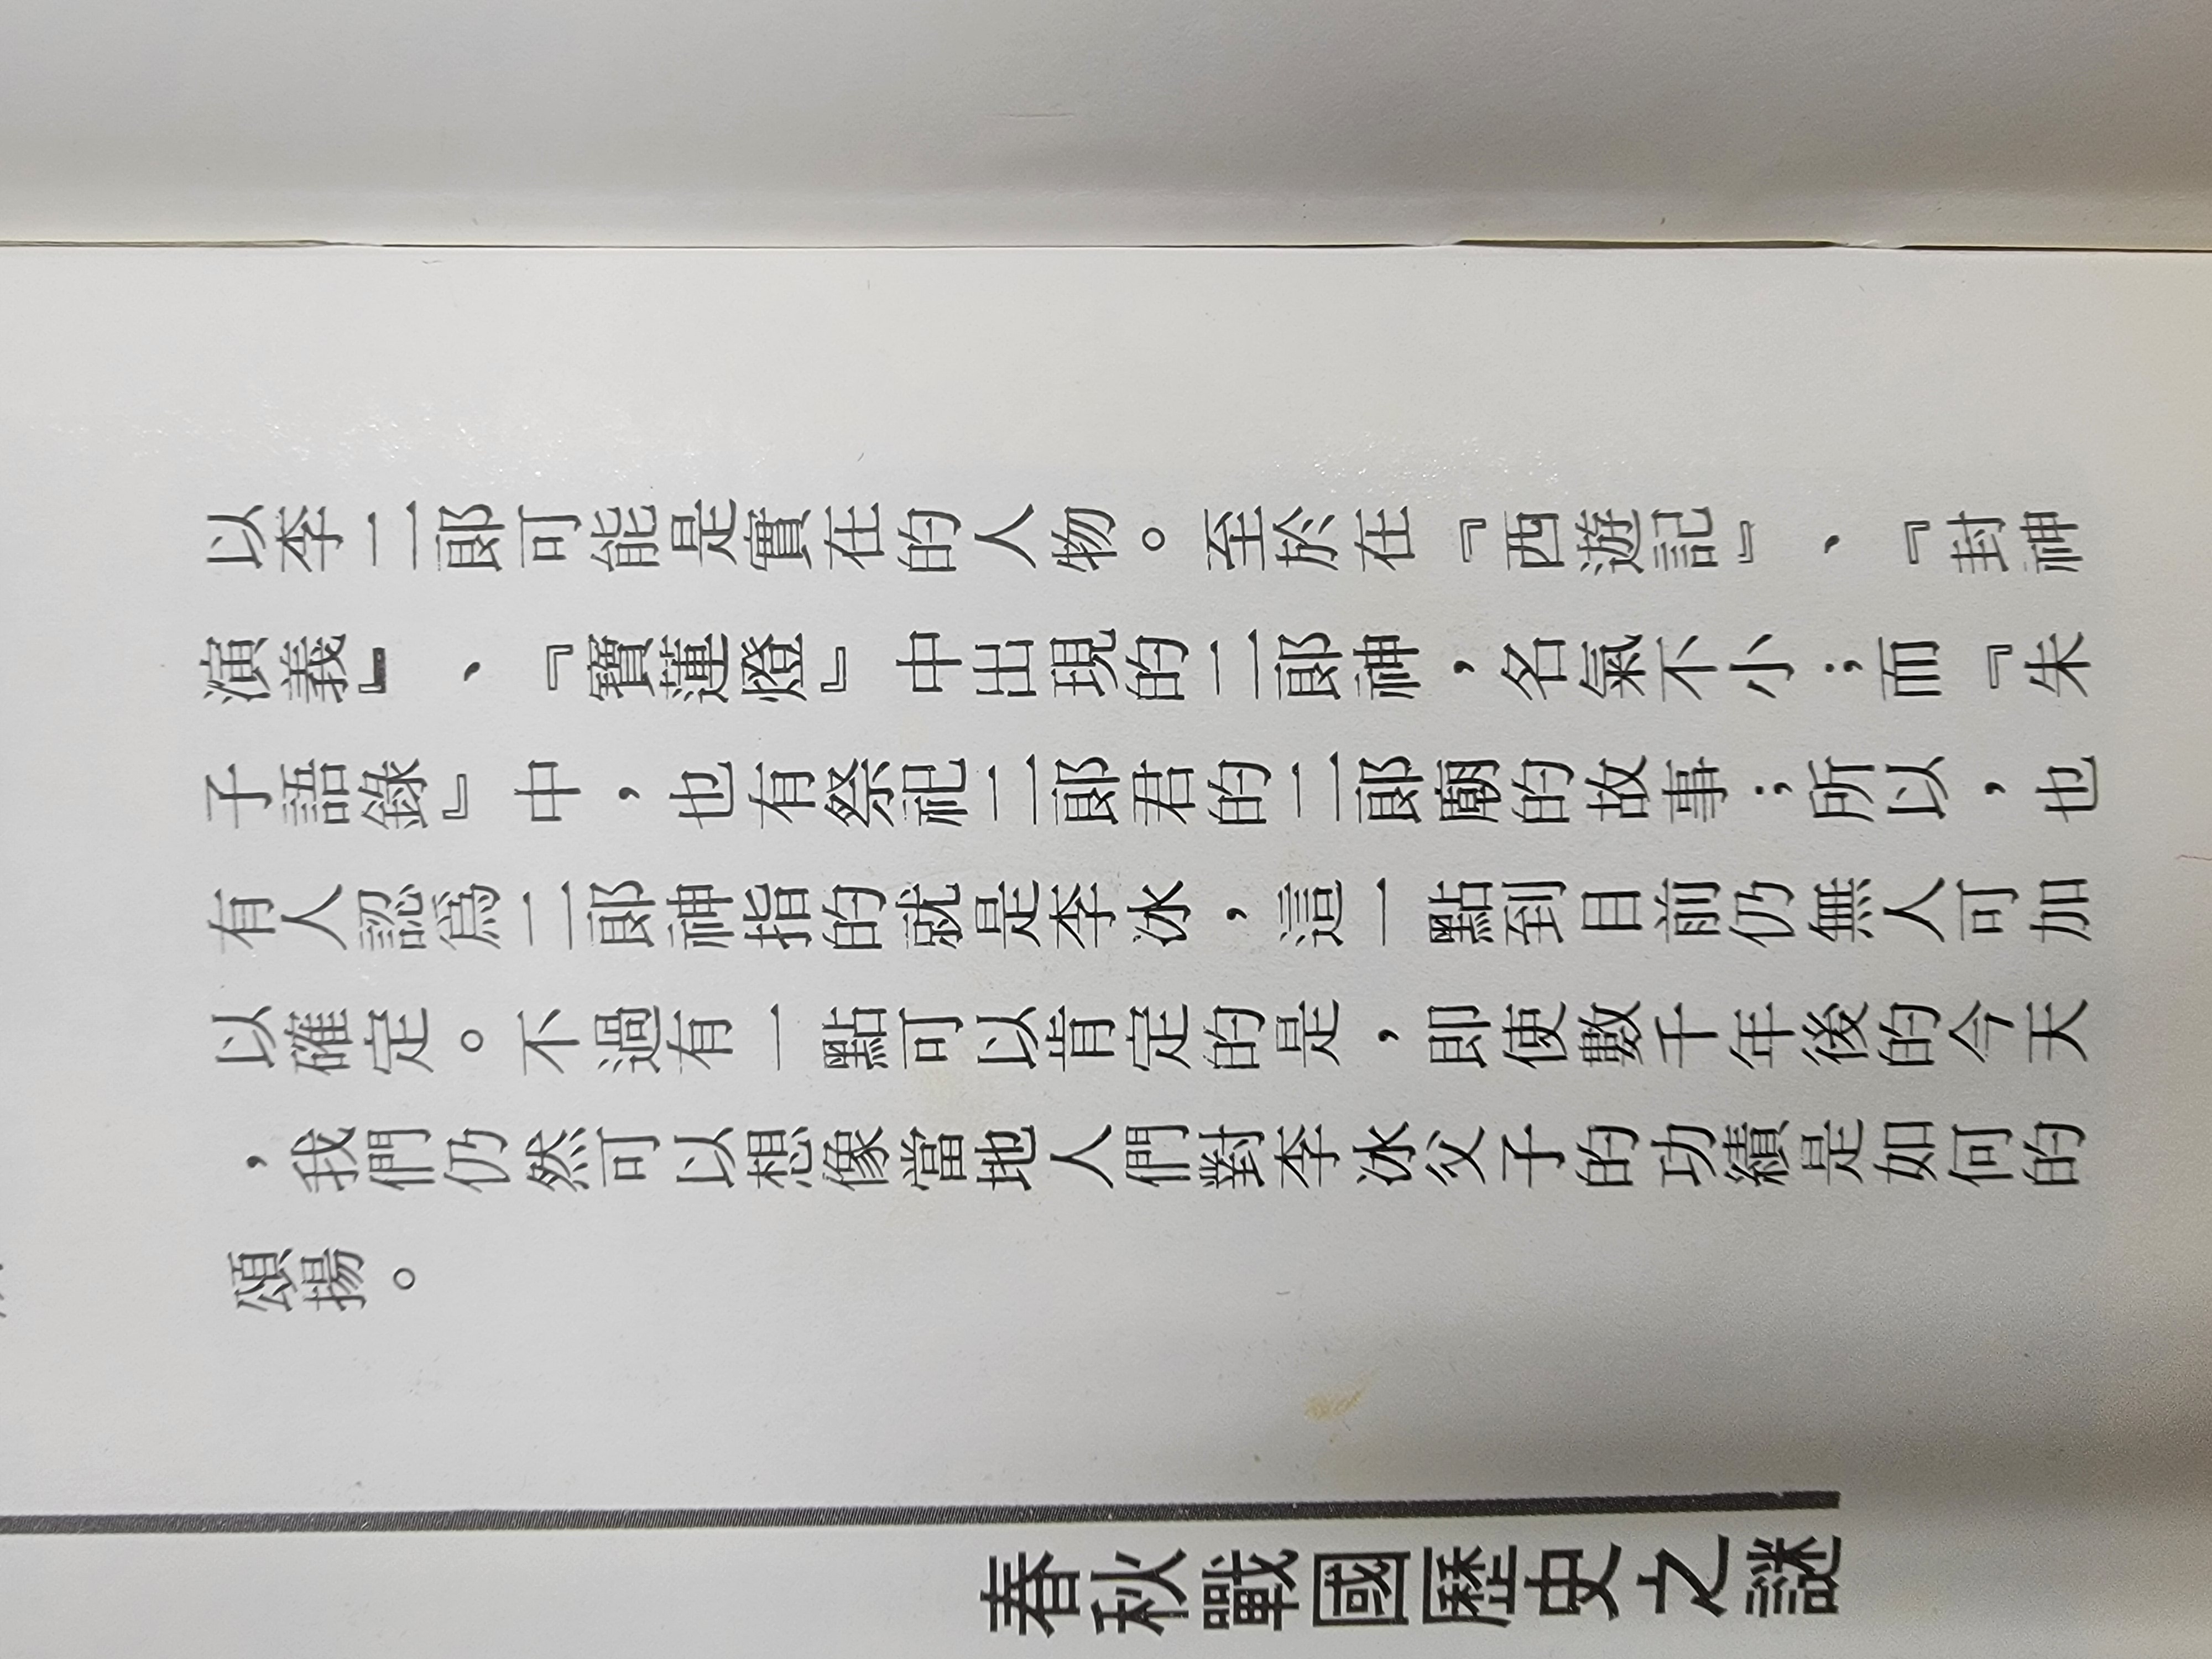 以李二郎可能是實在的人物。至於在『西遊記』、『封神
演義』、『寶蓮燈』中出現的二郎神，名氣不小；而『朱
子語錄』中，也有祭祀二郎君的二郎廟的故事；所以，也
有人認爲二郎神指的就是李冰，這一點到目前仍無人可加
以確定。不過有一點可以肯定的是，即使數千年後的今天
，我們仍然可以想像當地人們對李冰父子的功績是如何的
頌揚。
春秋戰國歷史之謎